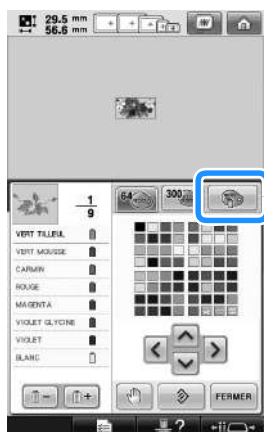 29.5 mm
56.6 mm
1
9
64
300
VERT TILLEUL
VERT MOUSSE
CARMIN
ROUGE
MAGENTA
VIOLET GLYCINE
VIOLET
BLANC
- +
FERMER
?